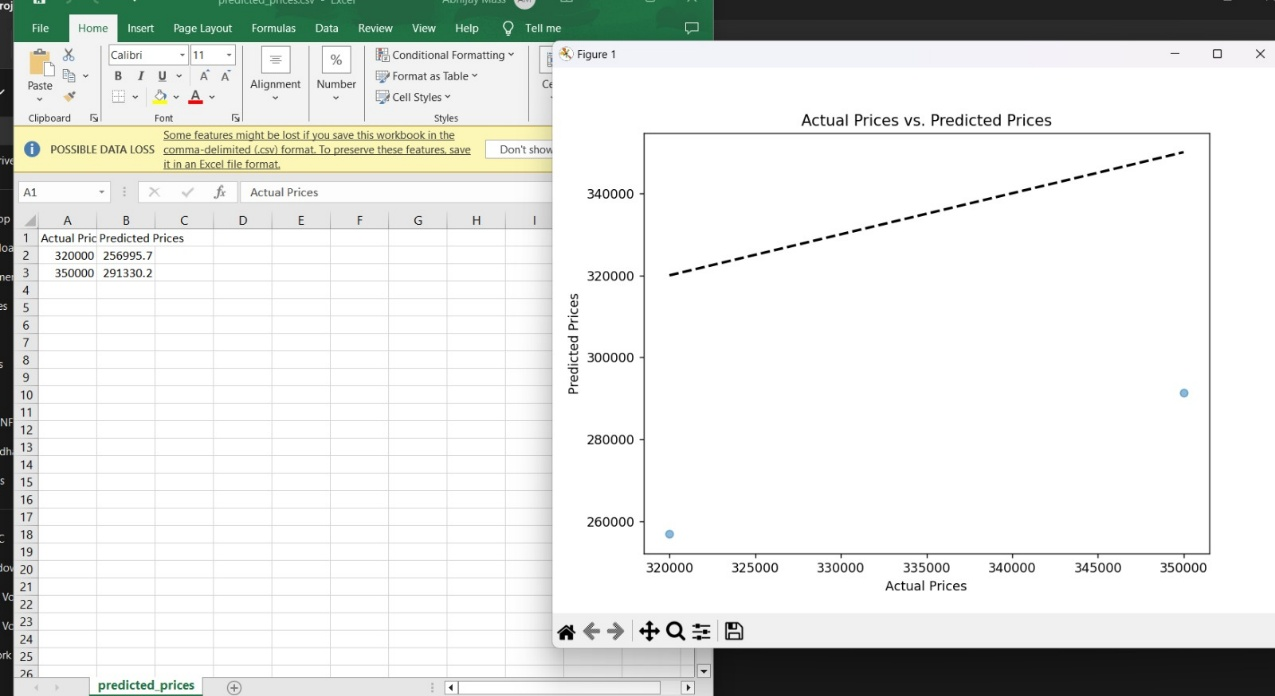 predicted_prices.csv - Excel
File Home Insert Page Layout Formulas Data Review View Help Tell me
Paste
Calibri 11
B I U A A
A
Alignment
%
Number
Conditional Formatting
Format as Table
Cell Styles
Clipboard Font Styles
POSSIBLE DATA LOSS
Some features might be lost if you save this workbook in the
comma-delimited (.csv) format. To preserve these features, save
it in an Excel file format.
Don't show
A1 fx Actual Prices
A B C D E F G H I
1 Actual Pric Predicted Prices
2 320000 256995.7
3 350000 291330.2
4
5
6
7
8
9
10
11
12
13
14
15
16
17
18
19
20
21
22
23
24
25
26
predicted_prices
Figure 1
Actual Prices vs. Predicted Prices
Predicted Prices
340000
320000
300000
280000
260000
320000 325000 330000 335000 340000 345000 350000
Actual Prices